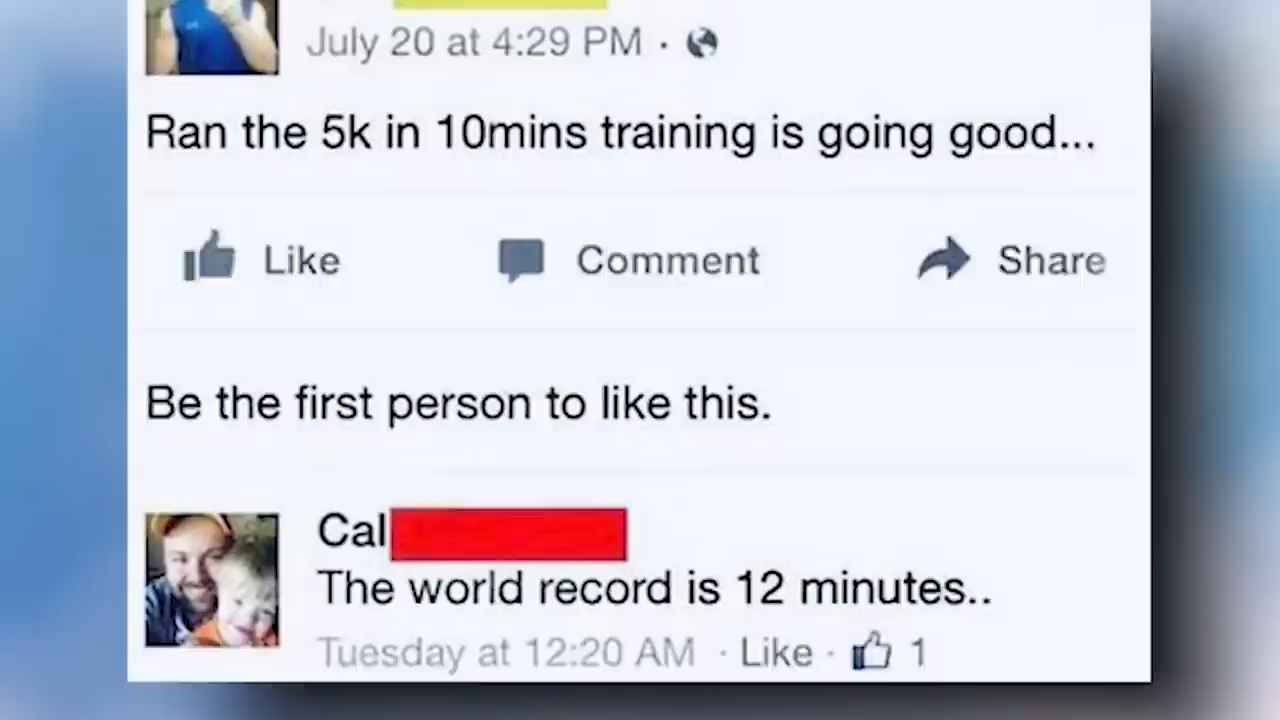 July 20 at 4:29 PM ·
Ran the 5k in 10mins training is going good...
Like Comment Share
Be the first person to like this.
Cal
The world record is 12 minutes..
Tuesday at 12:20 AM · Like · 1